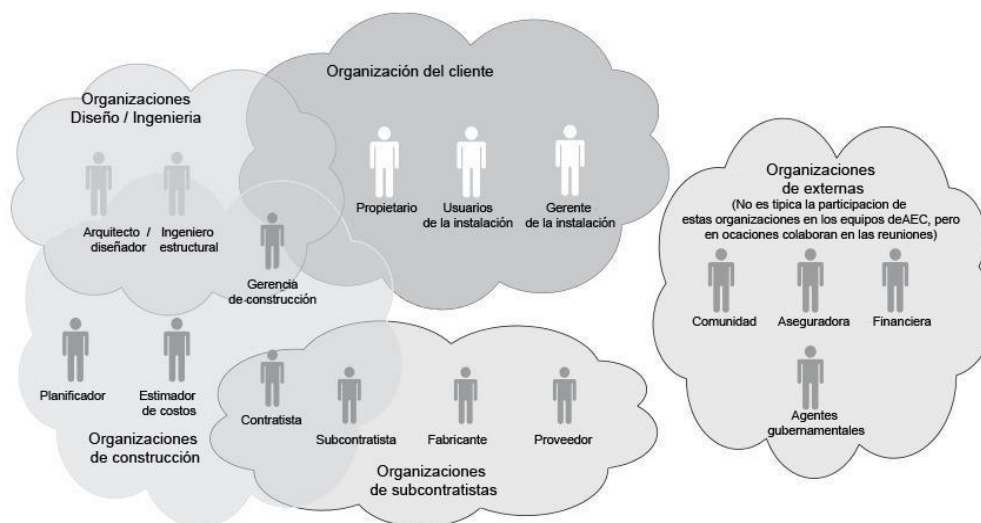 Organización del cliente
Organizaciones
Diseño / Ingenieria
Propietario
Usuarios
de la instalación
Gerente
de la instalación
Arquitecto /
diseñador
Ingeniero
estructural
Gerencia
de construcción
Planificador
Estimador
de costos
Contratista
Organizaciones
de construcción
Subcontratista
Fabricante
Proveedor
Organizaciones
de subcontratistas
Organizaciones
de externas
(No es tipica la participacion de
estas organizaciones en los equipos deAEC, pero
en ocaciones colaboran en las reuniones)
Comunidad
Aseguradora
Financiera
Agentes
gubernamentales